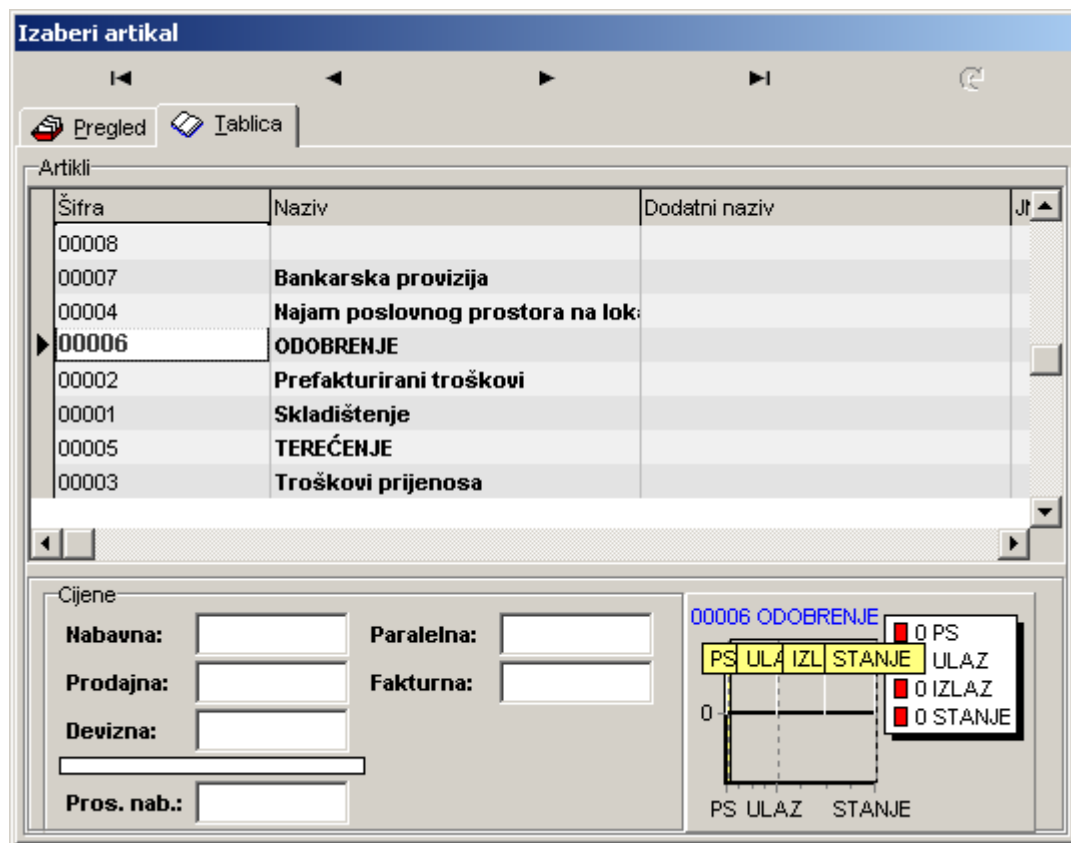 Izaberi artikal
Pregled Tablica
Artikli
Šifra Naziv Dodatni naziv
00008
00007 Bankarska provizija
00004 Najam poslovnog prostora na lok
00006 ODOBRENJE
00002 Prefakturirani troškovi
00001 Skladištenje
00005 TEREĆENJE
00003 Troškovi prijenosa
Cijene
Nabavna: Paralelna:
Prodajna: Fakturna:
Devizna:
Pros. nab.:
00006 ODOBRENJE
0 PS
ULAZ
0 IZLAZ
0 STANJE
PS ULA IZL STANJE
0
PS ULAZ STANJE